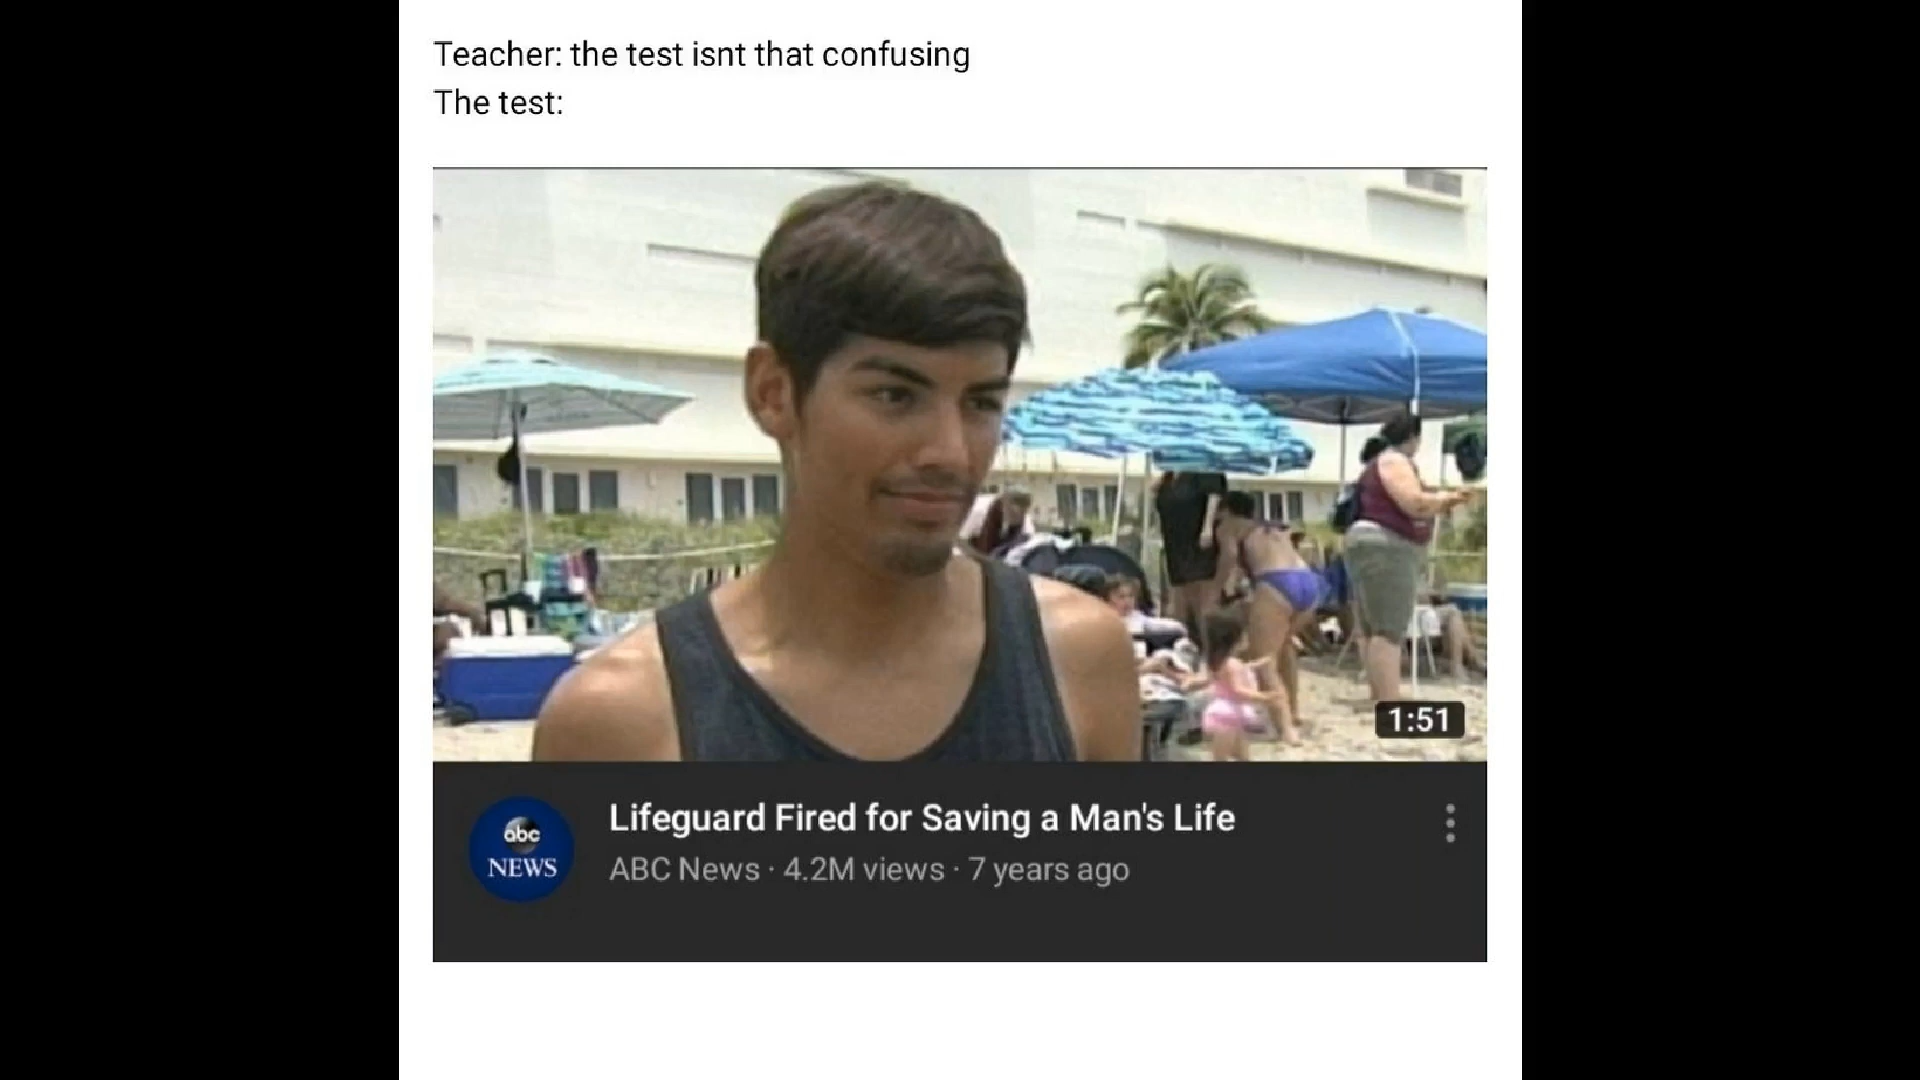 Teacher: the test isnt that confusing
The test:
1:51
abc
NEWS
Lifeguard Fired for Saving a Man's Life
ABC News · 4.2M views · 7 years ago